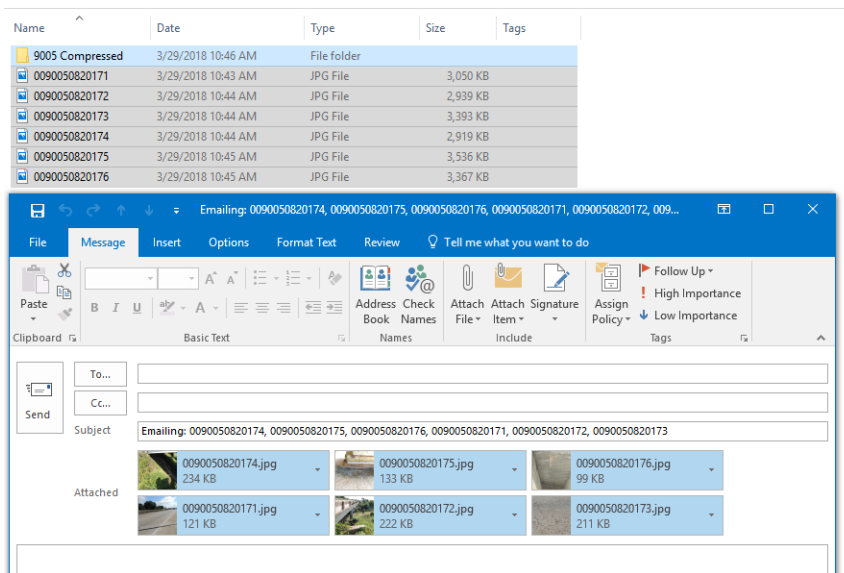 Name Date Type Size Tags
9005 Compressed 3/29/2018 10:46 AM File folder
0090050820171 3/29/2018 10:43 AM JPG File 3,050 KB
0090050820172 3/29/2018 10:44 AM JPG File 2,939 KB
0090050820173 3/29/2018 10:44 AM JPG File 3,393 KB
0090050820174 3/29/2018 10:44 AM JPG File 2,919 KB
0090050820175 3/29/2018 10:45 AM JPG File 3,536 KB
0090050820176 3/29/2018 10:45 AM JPG File 3,367 KB
Emailing: 0090050820174, 0090050820175, 0090050820176, 0090050820171, 0090050820172, 009...
File Message Insert Options Format Text Review Tell me what you want to do
Paste
B I U A
Address Book
Check Names
Attach File
Attach Item
Signature
Assign Policy
Follow Up
High Importance
Low Importance
Clipboard Basic Text Names Include Tags
Send
To...
Cc...
Subject Emailing: 0090050820174, 0090050820175, 0090050820176, 0090050820171, 0090050820172, 0090050820173
Attached
0090050820174.jpg 0090050820175.jpg 0090050820176.jpg
234 KB 133 KB 99 KB
0090050820171.jpg 0090050820172.jpg 0090050820173.jpg
121 KB 222 KB 211 KB